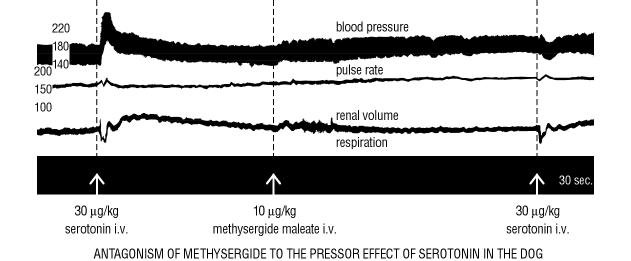 220
blood pressure
180
140
200
pulse rate
150
100
renal volume
respiration
30 sec.
30 µg/kg
serotonin i.v.
10 µg/kg
methysergide maleate i.v.
30 µg/kg
serotonin i.v.
ANTAGONISM OF METHYSERGIDE TO THE PRESSOR EFFECT OF SEROTONIN IN THE DOG